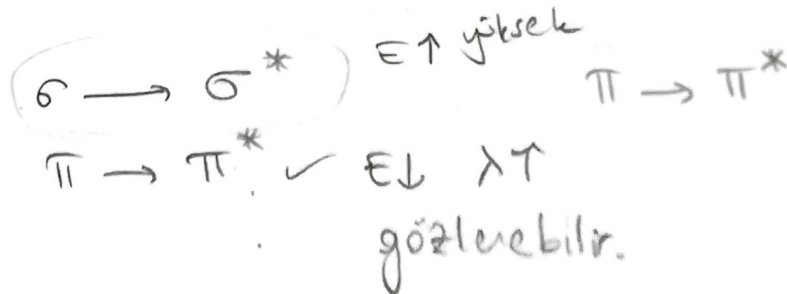 σ → σ* E↑ yüksek
π → π*
π → π* ✓ E↓ λ↑
gözlenebilir.